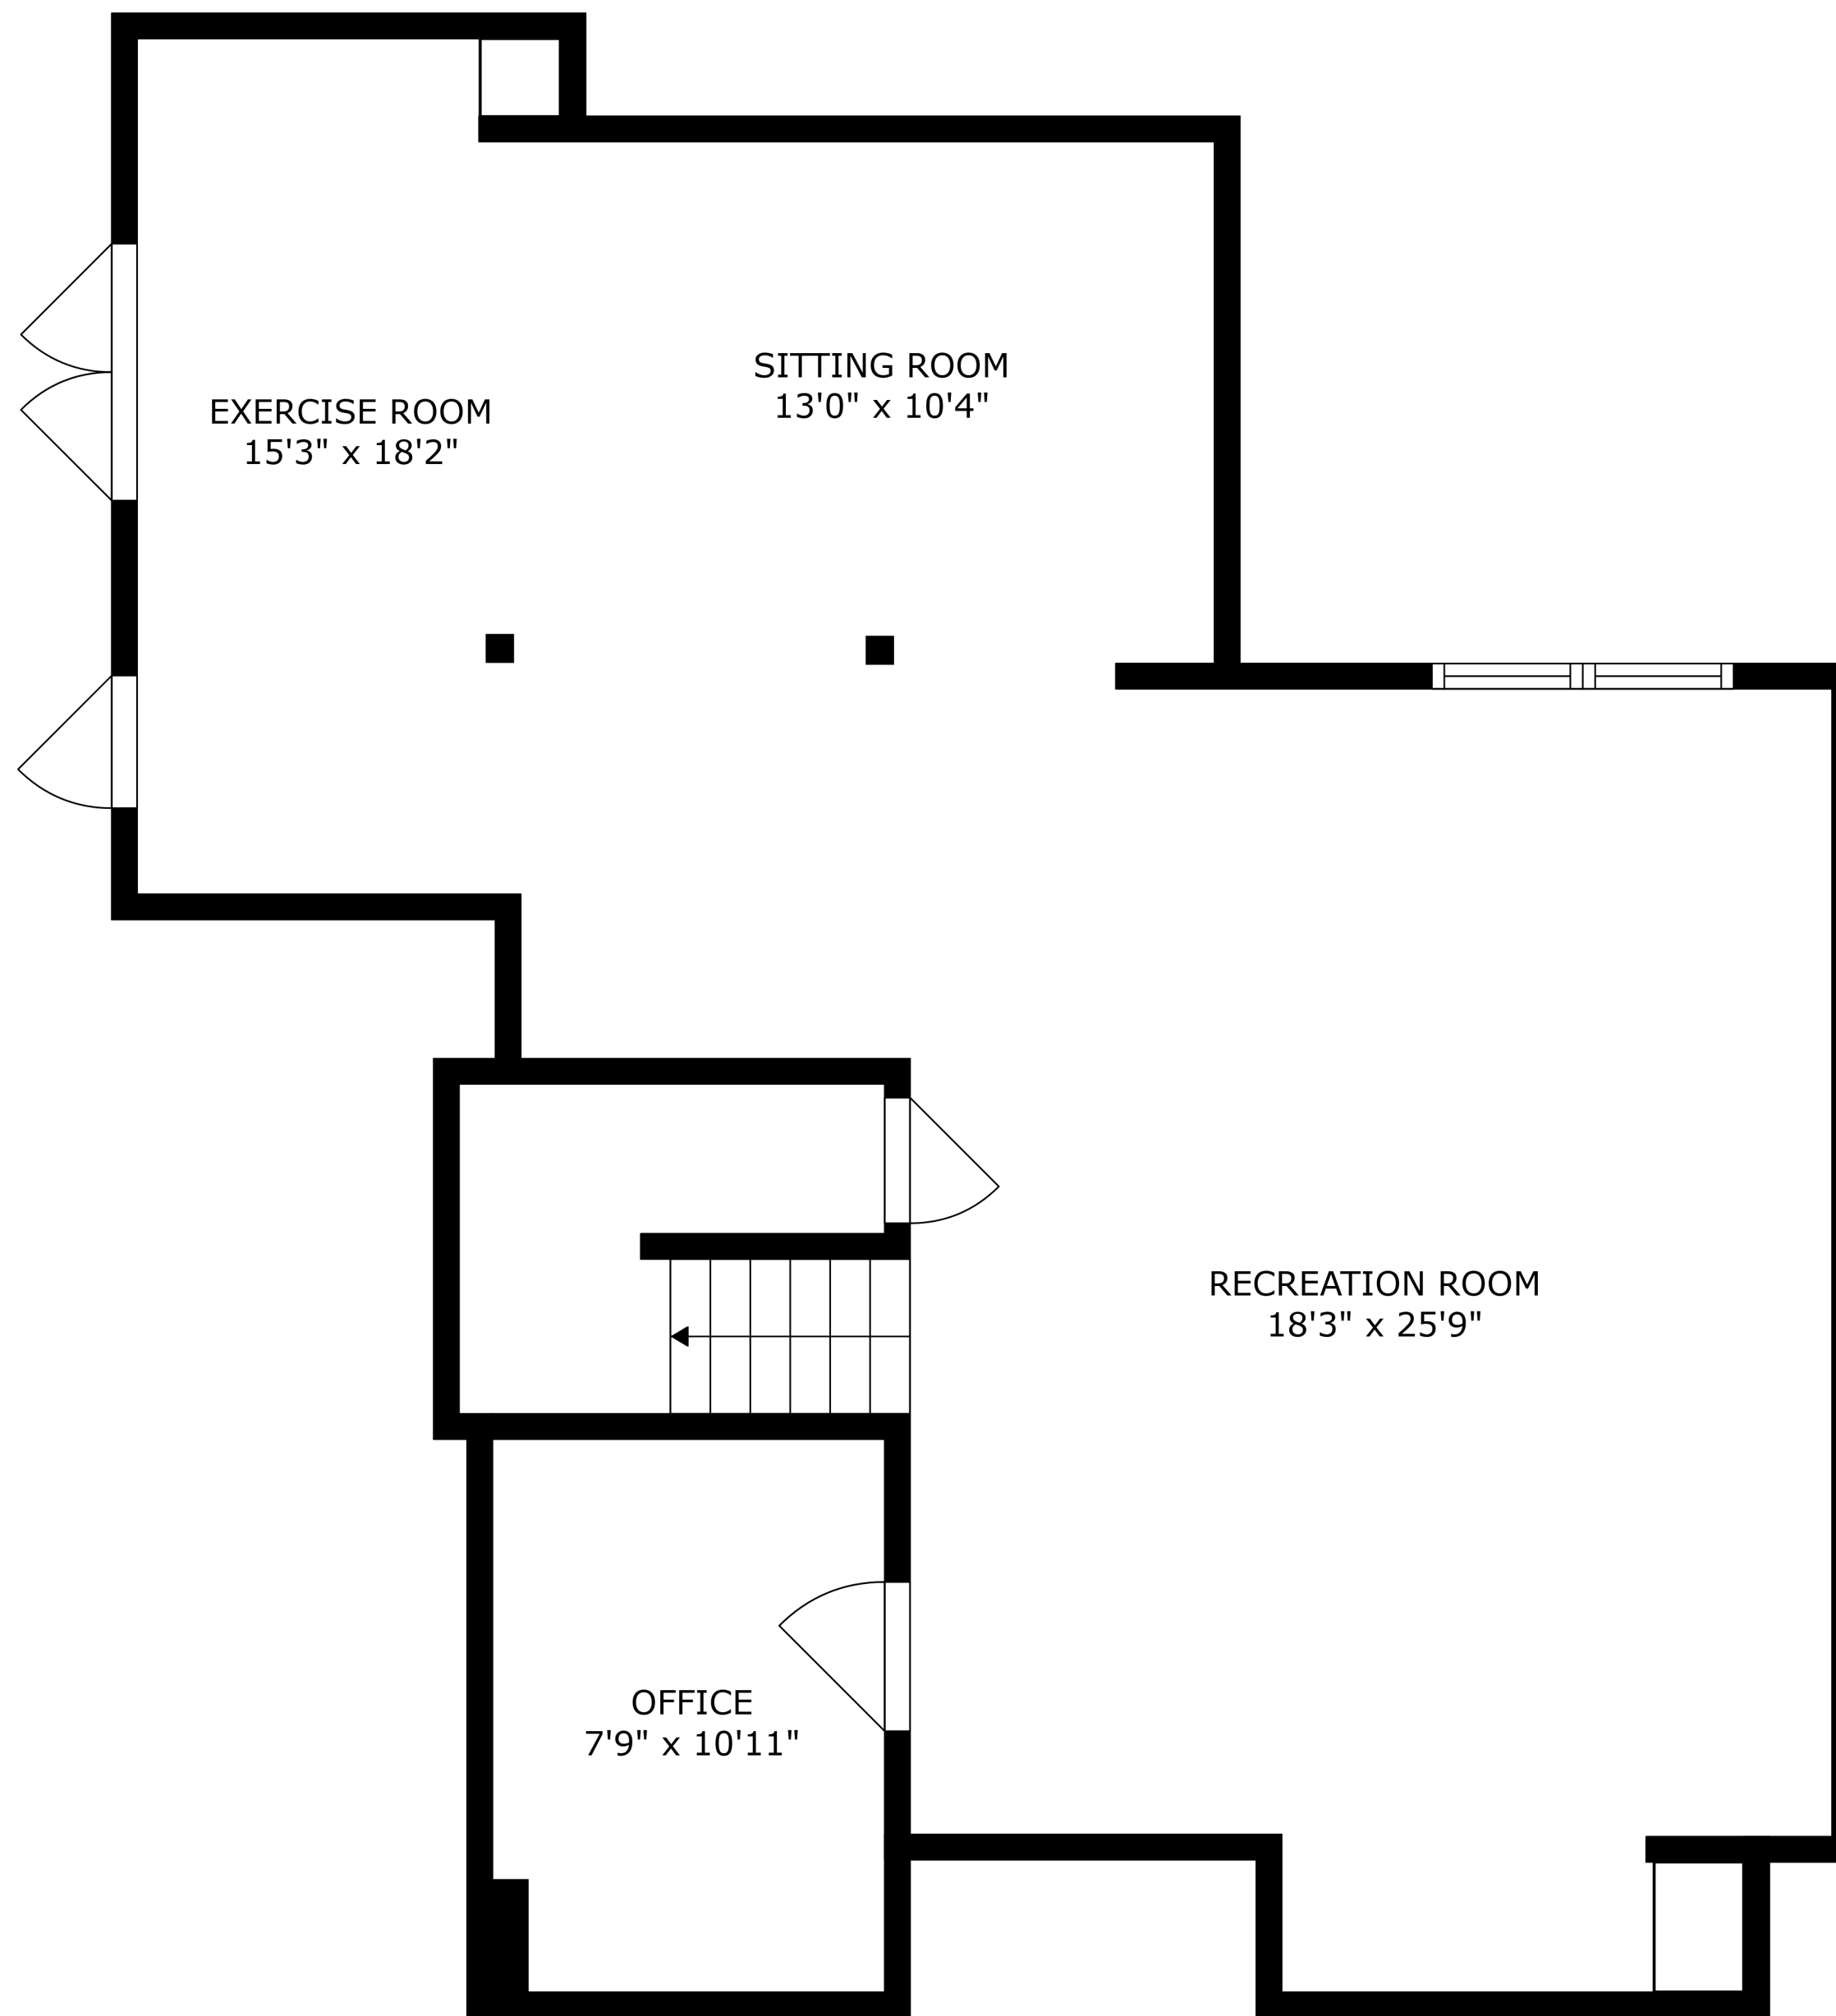 SITTING ROOM
13'0" x 10'4"
EXERCISE ROOM
15'3" x 18'2"
RECREATION ROOM
18'3" x 25'9"
OFFICE
7'9" x 10'11"